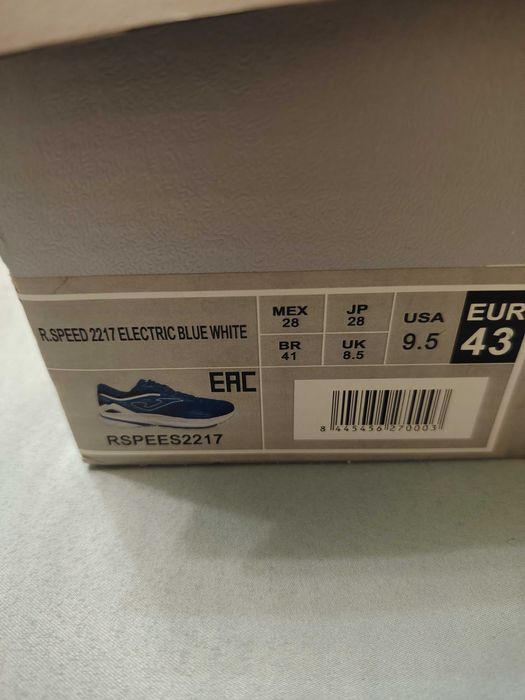 R.SPEED 2217 ELECTRIC BLUE WHITE
MEX
28
JP
28
BR
41
UK
8.5
USA
9.5
EUR
43
EAC
RSPEES2217
8 445456 270003